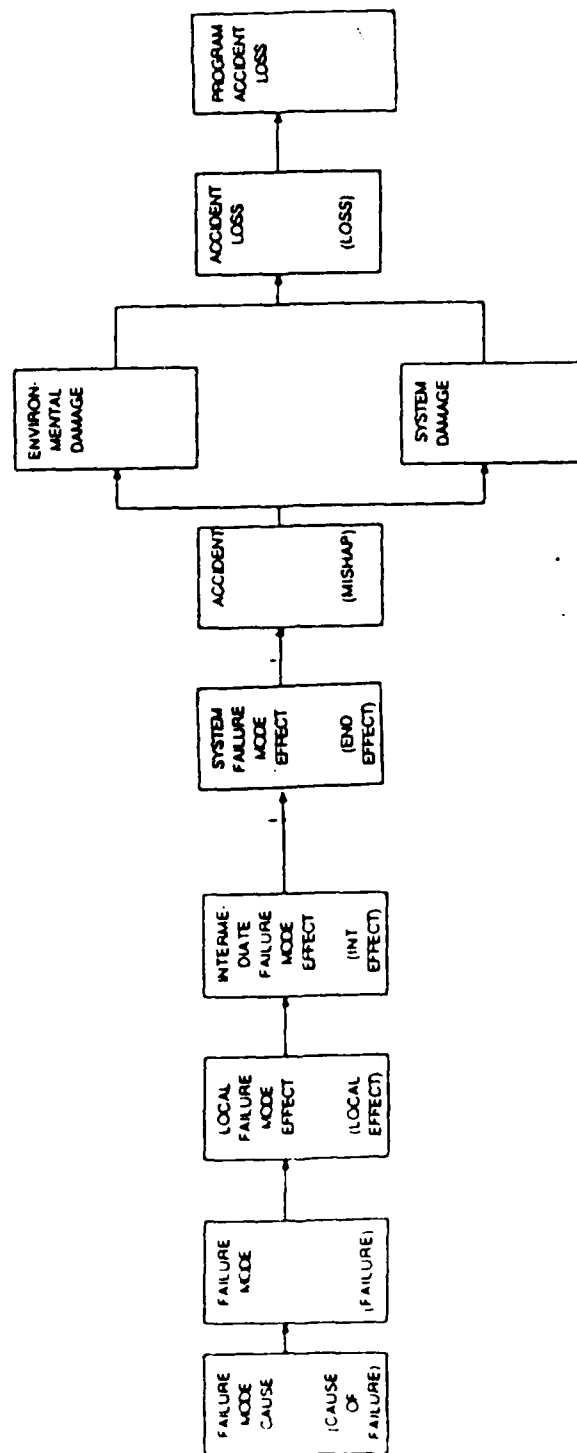 FAILURE
MODE
CAUSE
(CAUSE
OF
FAILURE)
FAILURE
MODE
(FAILURE)
LOCAL
FAILURE
MODE
EFFECT
(LOCAL
EFFECT)
INTERME-
DIATE
FAILURE
MODE
EFFECT
(INT
EFFECT)
SYSTEM
FAILURE
MODE
EFFECT
(END
EFFECT)
ACCIDENT
(MISHAP)
ENVIRON-
MENTAL
DAMAGE
SYSTEM
DAMAGE
ACCIDENT
LOSS
(LOSS)
PROGRAM
ACCIDENT
LOSS